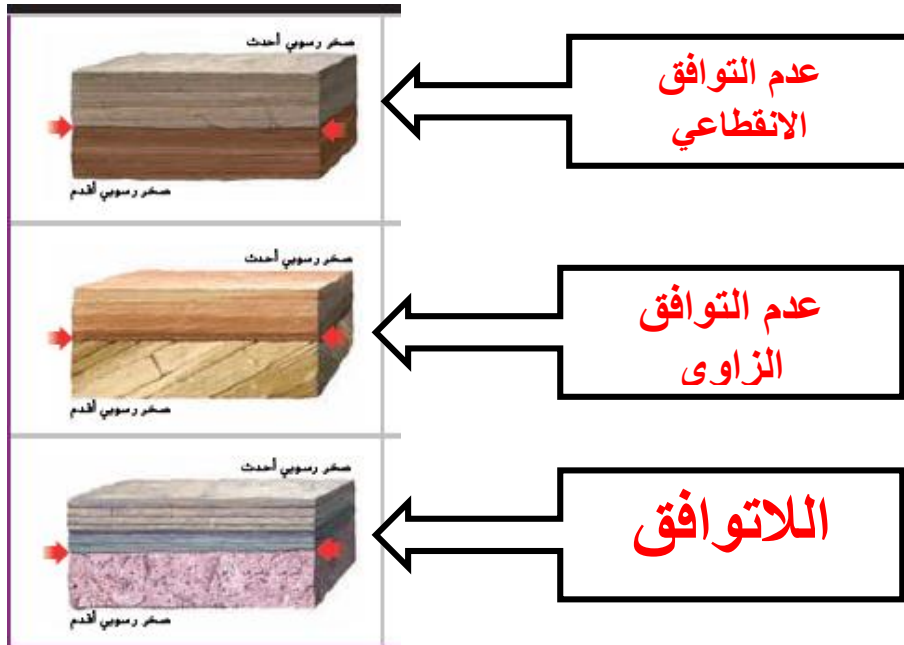 صخر رسوبي أحدث
عدم التوافق
الانقطاعي
صخر رسوبي أقدم
صخر رسوبي أحدث
عدم التوافق
الزاوى
صخر رسوبي أقدم
صخر رسوبي أحدث
اللاتوافق
صخر رسوبي أقدم